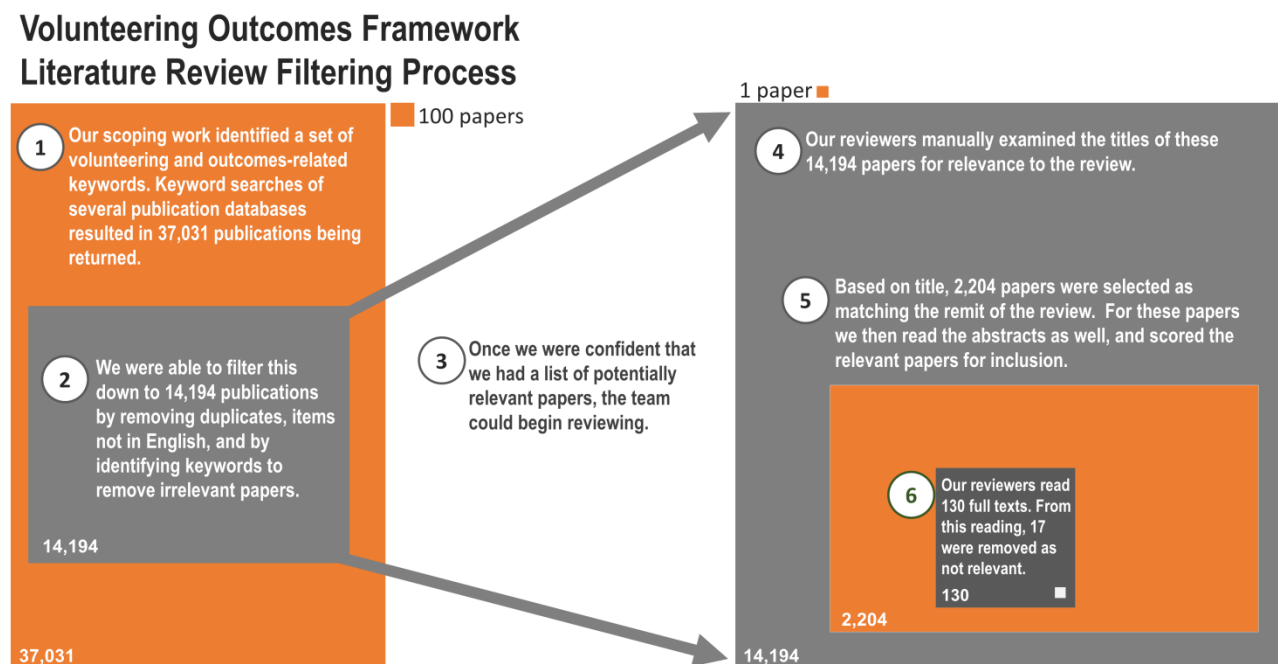 Volunteering Outcomes Framework
Literature Review Filtering Process
100 papers
1
Our scoping work identified a set of
volunteering and outcomes-related
keywords. Keyword searches of
several publication databases
resulted in 37,031 publications being
returned.
2
We were able to filter this
down to 14,194 publications
by removing duplicates, items
not in English, and by
identifying keywords to
remove irrelevant papers.
14,194
37,031
3
Once we were confident that
we had a list of potentially
relevant papers, the team
could begin reviewing.
1 paper
4
Our reviewers manually examined the titles of these
14,194 papers for relevance to the review.
5
Based on title, 2,204 papers were selected as
matching the remit of the review. For these papers
we then read the abstracts as well, and scored the
relevant papers for inclusion.
6
Our reviewers read
130 full texts. From
this reading, 17
were removed as
not relevant.
130
2,204
14,194